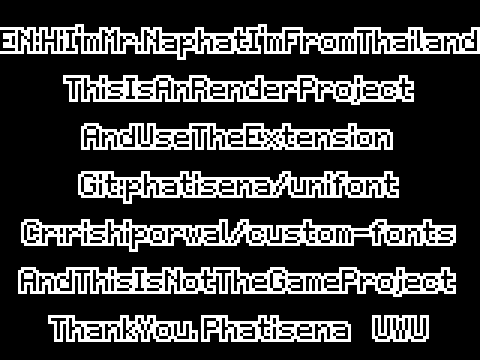 EN:Hi I'mMr.NaphatI'mFromThailand
ThisIsAnRenderProject
AndUseTheExtension
Git:phatisena/unifont
Cr:rishiporwal/custom-fonts
AndThisIsNotTheGameProject
ThankYou. Phatisena UWU